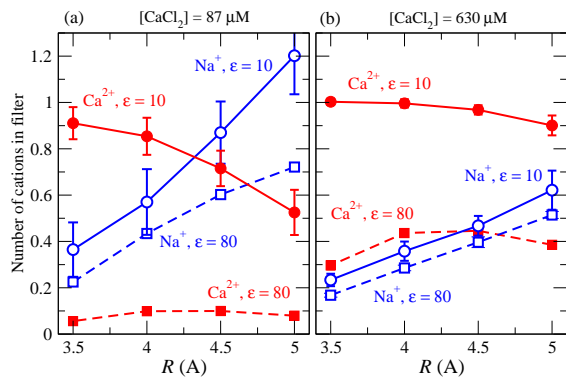 (a) [CaCl₂] = 87 μM
(b) [CaCl₂] = 630 μM
Number of cations in filter
1.2
1
0.8
0.6
0.4
0.2
0
Na⁺, ε = 10
Ca²⁺, ε = 10
Na⁺, ε = 80
Ca²⁺, ε = 80
Ca²⁺, ε = 10
Na⁺, ε = 10
Ca²⁺, ε = 80
Na⁺, ε = 80
3.5 4 4.5 5
3.5 4 4.5 5
R (A)
R (A)